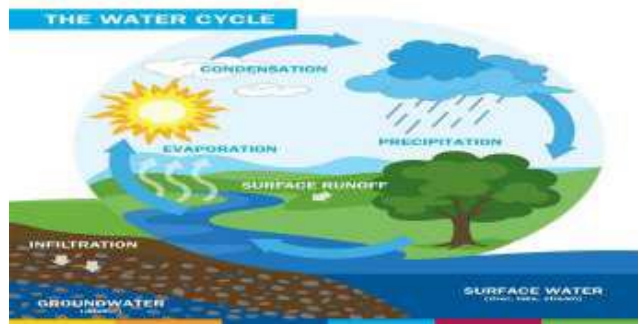 THE WATER CYCLE
CONDENSATION
PRECIPITATION
EVAPORATION
SURFACE RUNOFF
INFILTRATION
GROUNDWATER
SURFACE WATER